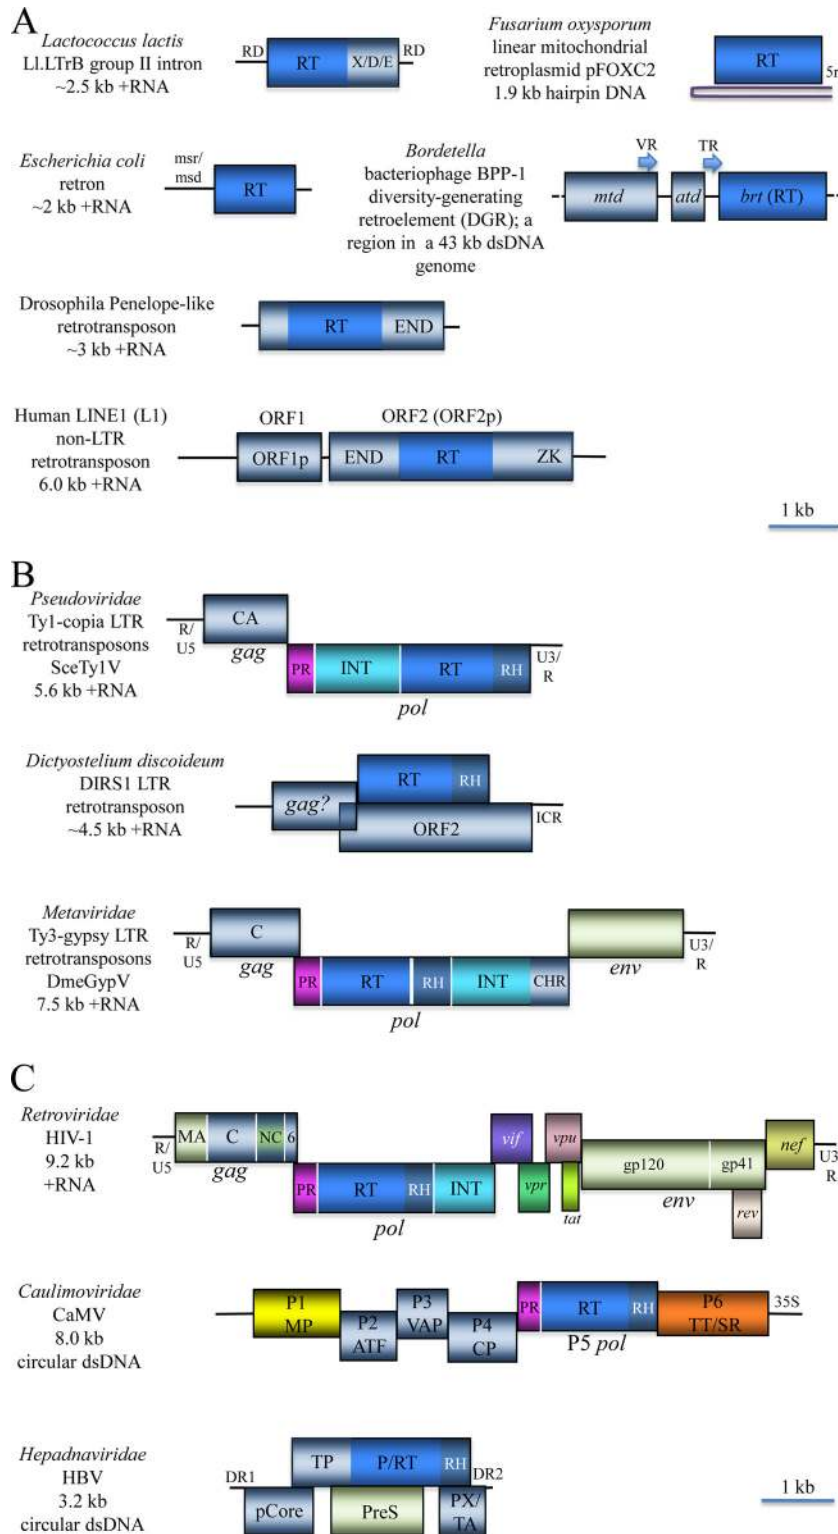 A
Lactococcus lactis
Ll.LTrB group II intron
~2.5 kb +RNA
RD
RT
X/D/E
RD
Fusarium oxysporum
linear mitochondrial
retroplasmid pFOXC2
1.9 kb hairpin DNA
RT
Escherichia coli
retron
~2 kb +RNA
msr/
msd
RT
Bordetella
bacteriophage BPP-1
diversity-generating
retroelement (DGR); a
region in a 43 kb dsDNA
genome
VR
TR
mtd
atd
brt (RT)
Drosophila Penelope-like
retrotransposon
~3 kb +RNA
RT
END
Human LINE1 (L1)
non-LTR
retrotransposon
6.0 kb +RNA
ORF1
ORF2 (ORF2p)
ORF1p
END
RT
ZK
1 kb
B
Pseudoviridae
Ty1-copia LTR
retrotransposons
SceTy1V
5.6 kb +RNA
R/
U5
CA
gag
PR
INT
RT
RH
U3/
R
pol
Dictyostelium discoideum
DIRS1 LTR
retrotransposon
~4.5 kb +RNA
gag?
RT
RH
ORF2
ICR
Metaviridae
Ty3-gypsy LTR
retrotransposons
DmeGypV
7.5 kb +RNA
R/
U5
C
gag
PR
RT
RH
INT
CHR
pol
env
U3/
R
C
Retroviridae
HIV-1
9.2 kb
+RNA
R/
U5
MA
C
NC
6
gag
PR
RT
RH
INT
pol
vif
vpr
vpu
tat
gp120
gp41
env
rev
nef
U3
R
Caulimoviridae
CaMV
8.0 kb
circular dsDNA
P1
MP
P2
ATF
P3
VAP
P4
CP
PR
RT
RH
P5 pol
P6
TT/SR
35S
Hepadnaviridae
HBV
3.2 kb
circular dsDNA
DR1
TP
P/RT
RH
DR2
pCore
PreS
PX/
TA
1 kb